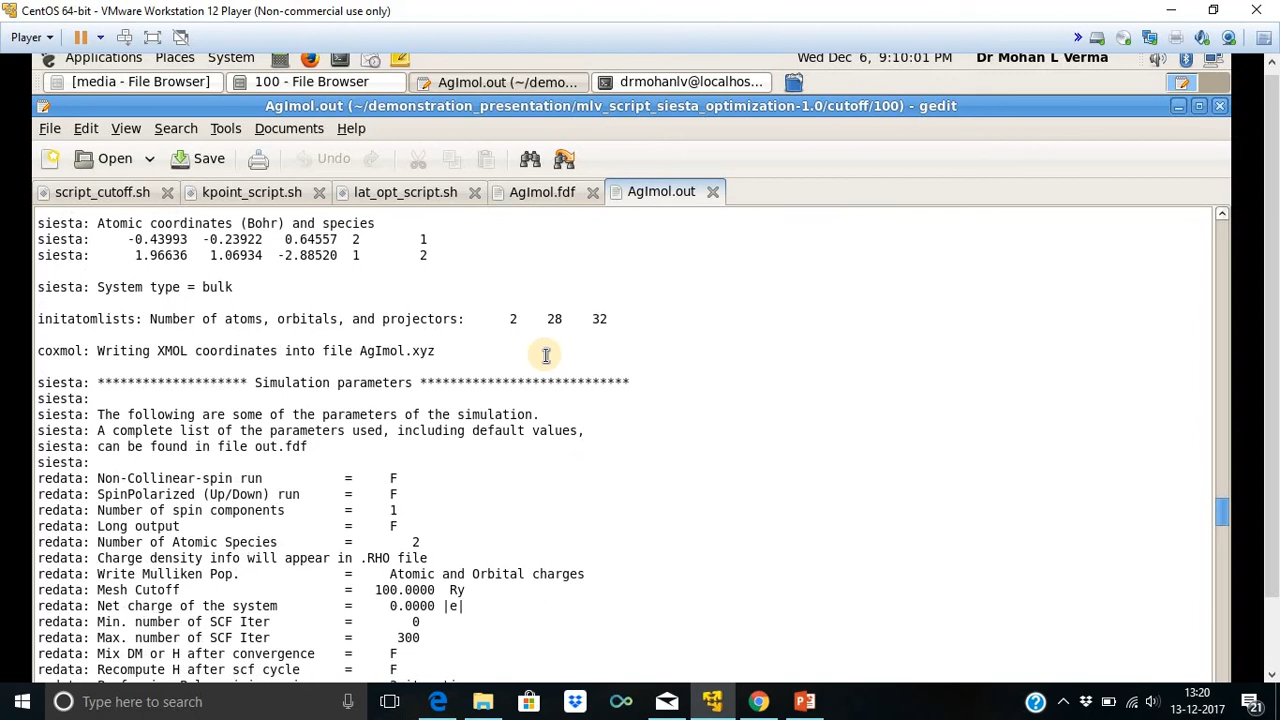 CentOS 64-bit - VMware Workstation 12 Player (Non-commercial use only)
Player
Applications Places System Wed Dec 6, 9:10:01 PM Dr Mohan L Verma
[media - File Browser] 100 - File Browser AgImol.out (~/demo... drmohanlv@localhos...
AgImol.out (~/demonstration_presentation/mlv_script_siesta_optimization-1.0/cutoff/100) - gedit
File Edit View Search Tools Documents Help
Open Save Undo
script_cutoff.sh kpoint_script.sh lat_opt_script.sh AgImol.fdf AgImol.out
siesta: Atomic coordinates (Bohr) and species
siesta: -0.43993 -0.23922 0.64557 2 1
siesta: 1.96636 1.06934 -2.88520 1 2
siesta: System type = bulk
initatomlists: Number of atoms, orbitals, and projectors: 2 28 32
coxmol: Writing XMOL coordinates into file AgImol.xyz
siesta: ******************** Simulation parameters ****************************
siesta:
siesta: The following are some of the parameters of the simulation.
siesta: A complete list of the parameters used, including default values,
siesta: can be found in file out.fdf
siesta:
redata: Non-Collinear-spin run = F
redata: SpinPolarized (Up/Down) run = F
redata: Number of spin components = 1
redata: Long output = F
redata: Number of Atomic Species = 2
redata: Charge density info will appear in .RHO file
redata: Write Mulliken Pop. = Atomic and Orbital charges
redata: Mesh Cutoff = 100.0000 Ry
redata: Net charge of the system = 0.0000 |e|
redata: Min. number of SCF Iter = 0
redata: Max. number of SCF Iter = 300
redata: Mix DM or H after convergence = F
redata: Recompute H after scf cycle = F
Type here to search
13:20
13-12-2017
21